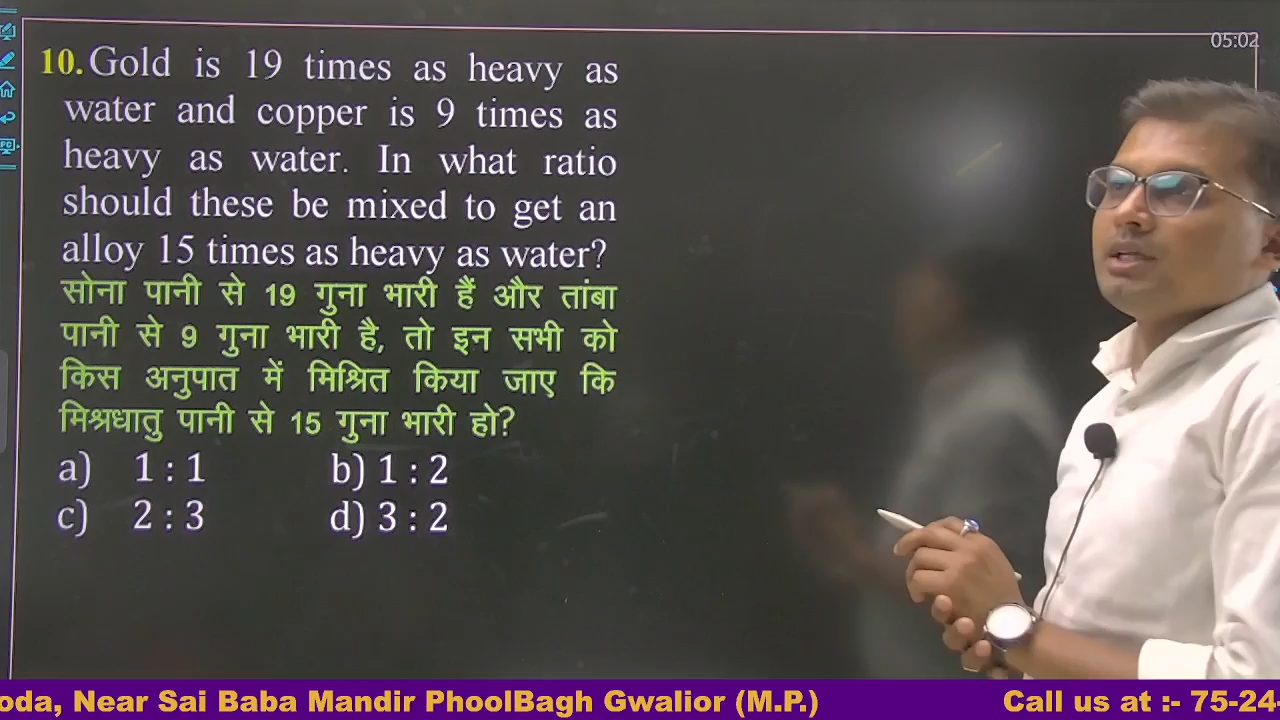 05:02
10. Gold is 19 times as heavy as
water and copper is 9 times as
heavy as water. In what ratio
should these be mixed to get an
alloy 15 times as heavy as water?
सोना पानी से 19 गुना भारी हैं और तांबा
पानी से 9 गुना भारी है, तो इन सभी को
किस अनुपात में मिश्रित किया जाए कि
मिश्रधातु पानी से 15 गुना भारी हो?
a) 1 : 1 b) 1 : 2
c) 2 : 3 d) 3 : 2
oda, Near Sai Baba Mandir PhoolBagh Gwalior (M.P.) Call us at :- 75-24-